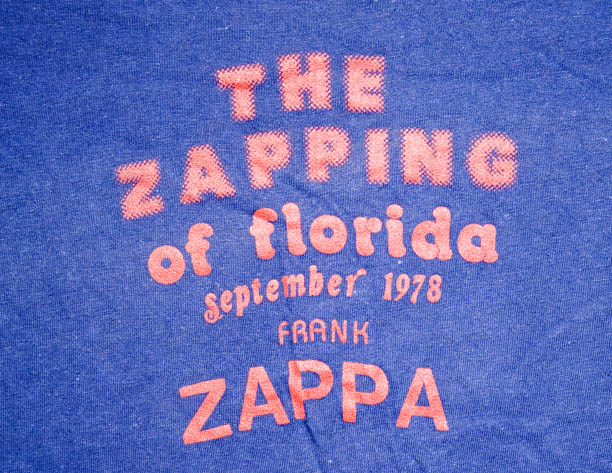 THE
ZAPPING
of florida
September 1978
FRANK
ZAPPA